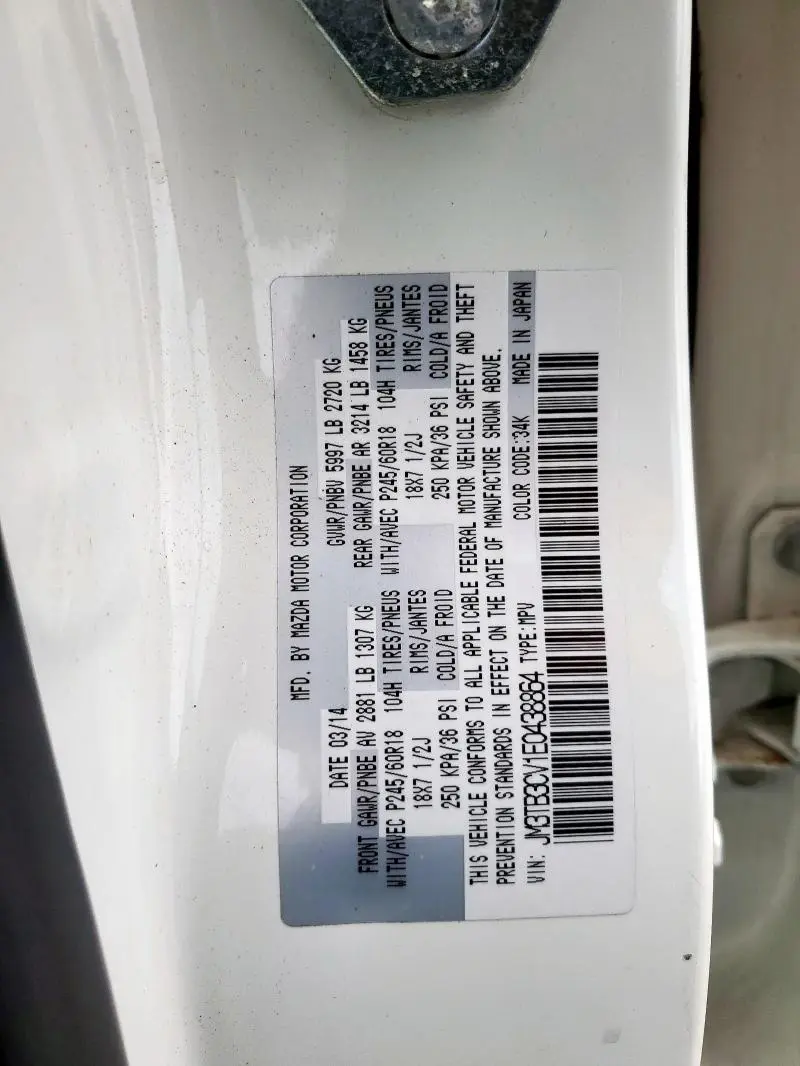 MFD. BY MAZDA MOTOR CORPORATION
DATE 03/14 GVWR/PNBV 5997 LB 2720 KG
FRONT GAWR/PNBE AV 2881 LB 1307 KG REAR GAWR/PNBE AR 3214 LB 1458 KG
WITH/AVEC P245/60R18 104H TIRES/PNEUS WITH/AVEC P245/60R18 104H TIRES/PNEUS
18X7 1/2J RIMS/JANTES 18X7 1/2J RIMS/JANTES
250 KPA/36 PSI COLD/A FROID 250 KPA/36 PSI COLD/A FROID
THIS VEHICLE CONFORMS TO ALL APPLICABLE FEDERAL MOTOR VEHICLE SAFETY AND THEFT
PREVENTION STANDARDS IN EFFECT ON THE DATE OF MANUFACTURE SHOWN ABOVE.
VIN: JM3TB3CV1E0438864 TYPE:MPV COLOR CODE:34K MADE IN JAPAN